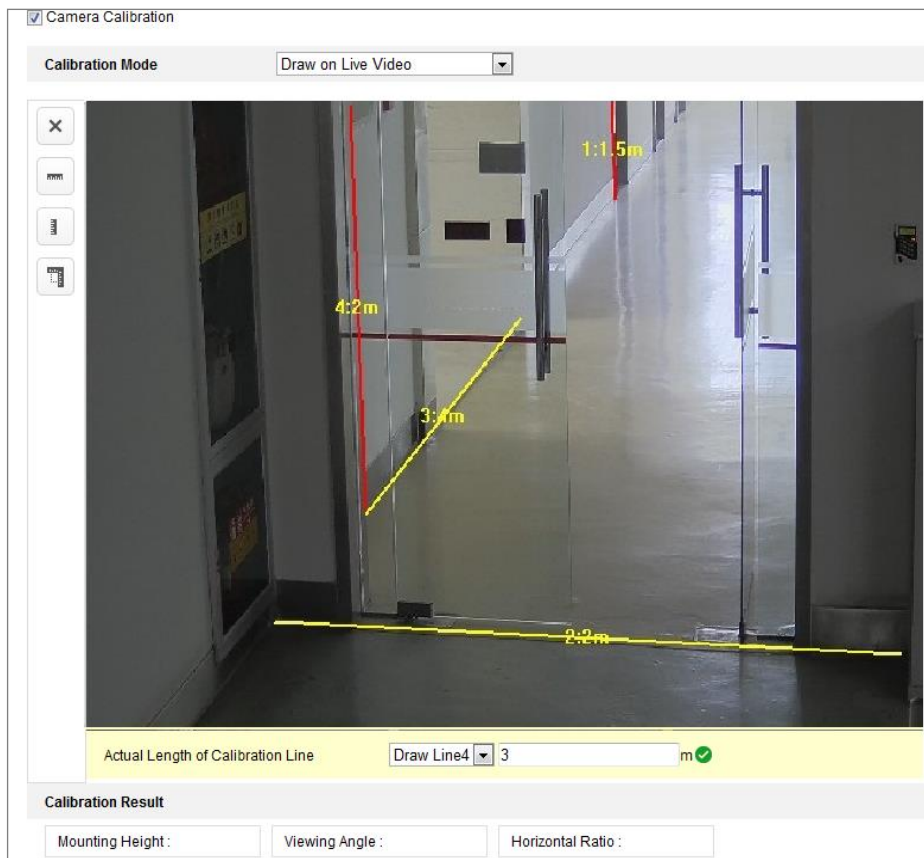 Camera Calibration
Calibration Mode
Draw on Live Video
1:1.5m
4:2m
3:4m
2:2m
Actual Length of Calibration Line
Draw Line4
3
m
Calibration Result
Mounting Height :
Viewing Angle :
Horizontal Ratio :